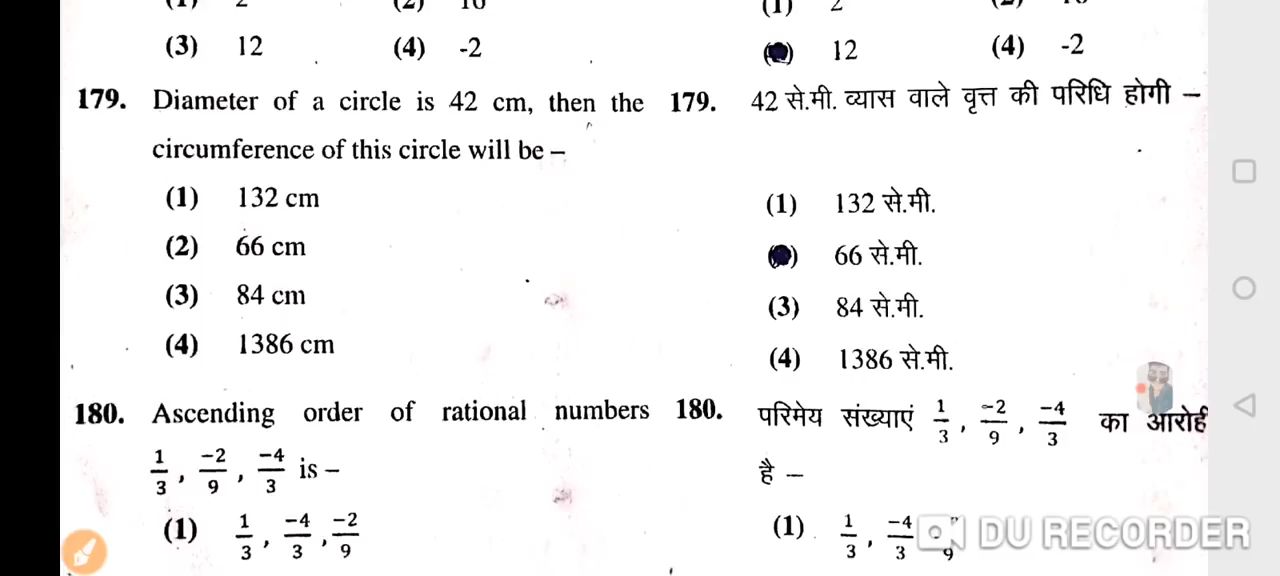 (3) 12 (4) -2
179. Diameter of a circle is 42 cm, then the
circumference of this circle will be –
(1) 132 cm
(2) 66 cm
(3) 84 cm
(4) 1386 cm
180. Ascending order of rational numbers
1/3, -2/9, -4/3 is –
(1) 1/3, -4/3, -2/9
12 (4) -2
179. 42 से.मी. व्यास वाले वृत्त की परिधि होगी –
(1) 132 से.मी.
66 से.मी.
(3) 84 से.मी.
(4) 1386 से.मी.
180. परिमेय संख्याएं 1/3, -2/9, -4/3 का
है –
(1) 1/3, -4/3
DU RECORDER